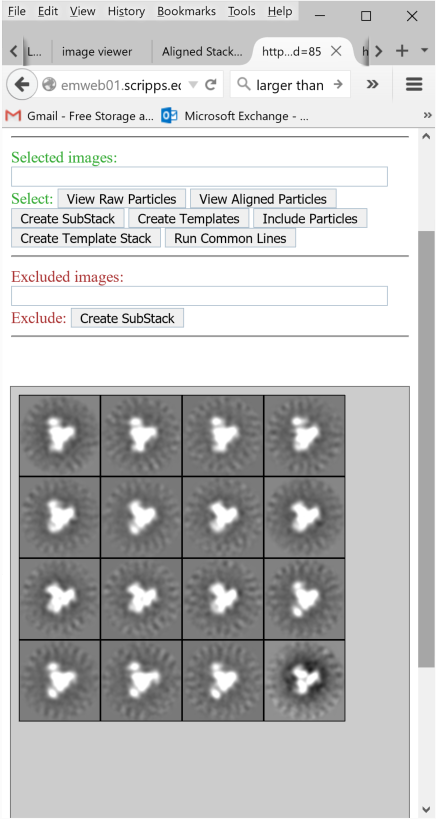 File Edit View History Bookmarks Tools Help
L... image viewer Aligned Stack... http...d=85
emweb01.scripps.ec larger than
Gmail - Free Storage a... Microsoft Exchange - ...
Selected images:
Select: View Raw Particles View Aligned Particles
Create SubStack Create Templates Include Particles
Create Template Stack Run Common Lines
Excluded images:
Exclude: Create SubStack